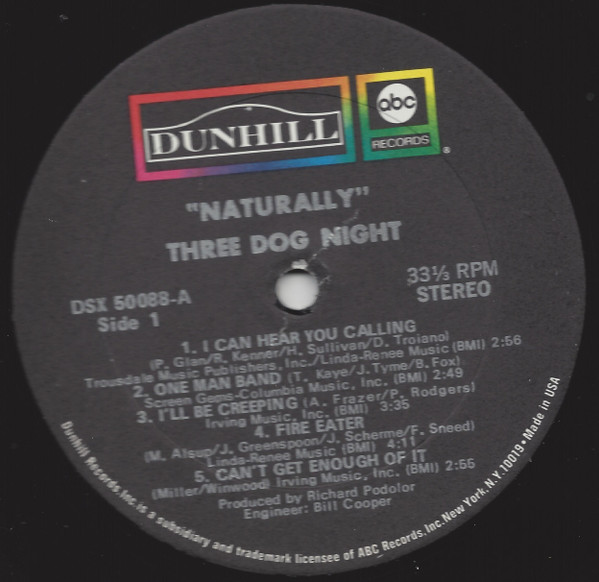 DUNHILL
abc
RECORDS
®
"NATURALLY"
THREE DOG NIGHT
DSX 50088-A
Side 1
33⅓ RPM
STEREO
1. I CAN HEAR YOU CALLING
(P. Glan/R. Kenner/H. Sullivan/D. Troiano)
Trousdale Music Publishers, Inc./Linda-Renee Music (BMI) 2:56
2. ONE MAN BAND (T. Kaye/J. Tyme/B. Fox)
Screen Gems-Columbia Music, Inc. (BMI) 2:49
3. I'LL BE CREEPING (A. Frazer/P. Rodgers)
Irving Music, Inc. (BMI) 3:35
4. FIRE EATER
(M. Alsup/J. Greenspoon/J. Scherme/F. Sneed)
Linda-Renee Music (BMI) 4:11
5. CAN'T GET ENOUGH OF IT
(Miller/Winwood) Irving Music, Inc. (BMI) 2:55
Produced by Richard Podolor
Engineer: Bill Cooper
Dunhill Records Inc. is a subsidiary and trademark licensee of ABC Records, Inc. New York, N.Y. 10019 • Made in USA